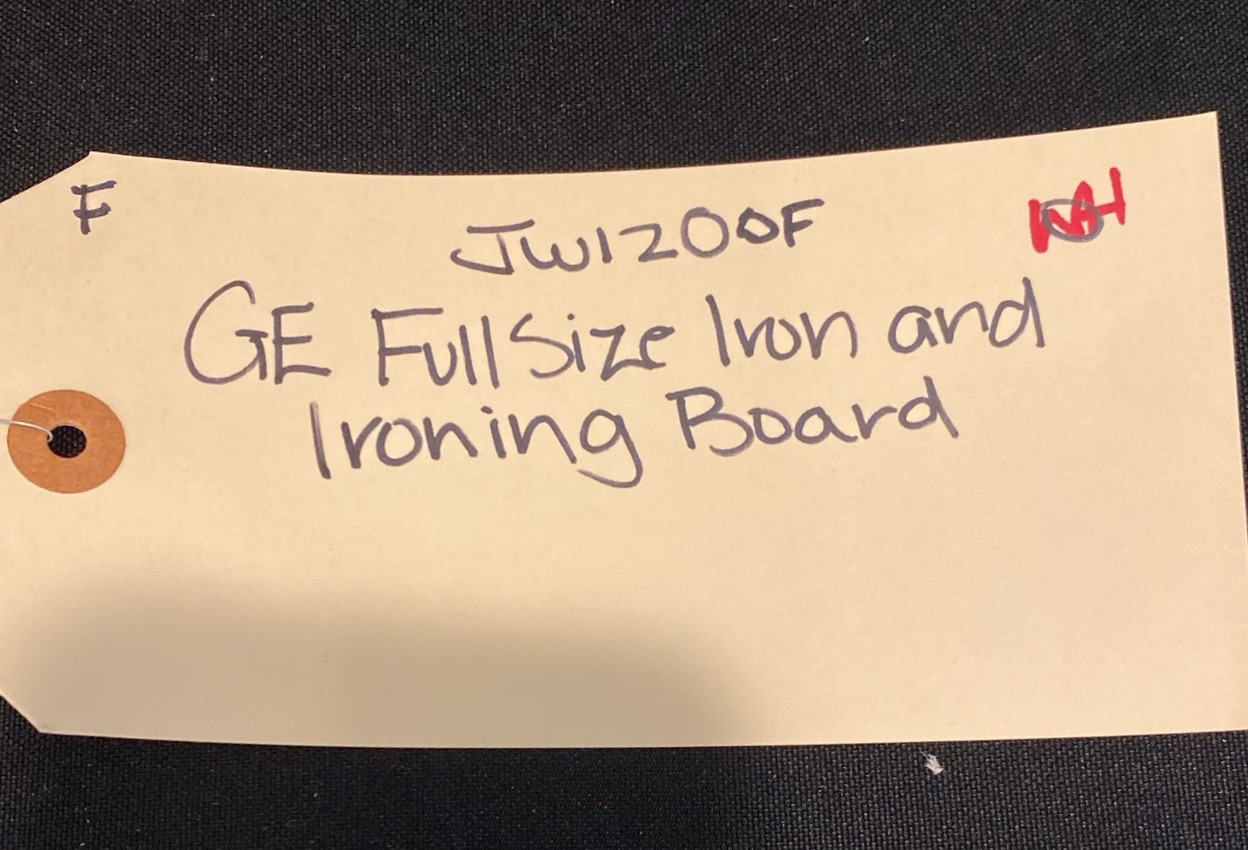 F
JW1200F
GE Full Size Iron and
Ironing Board